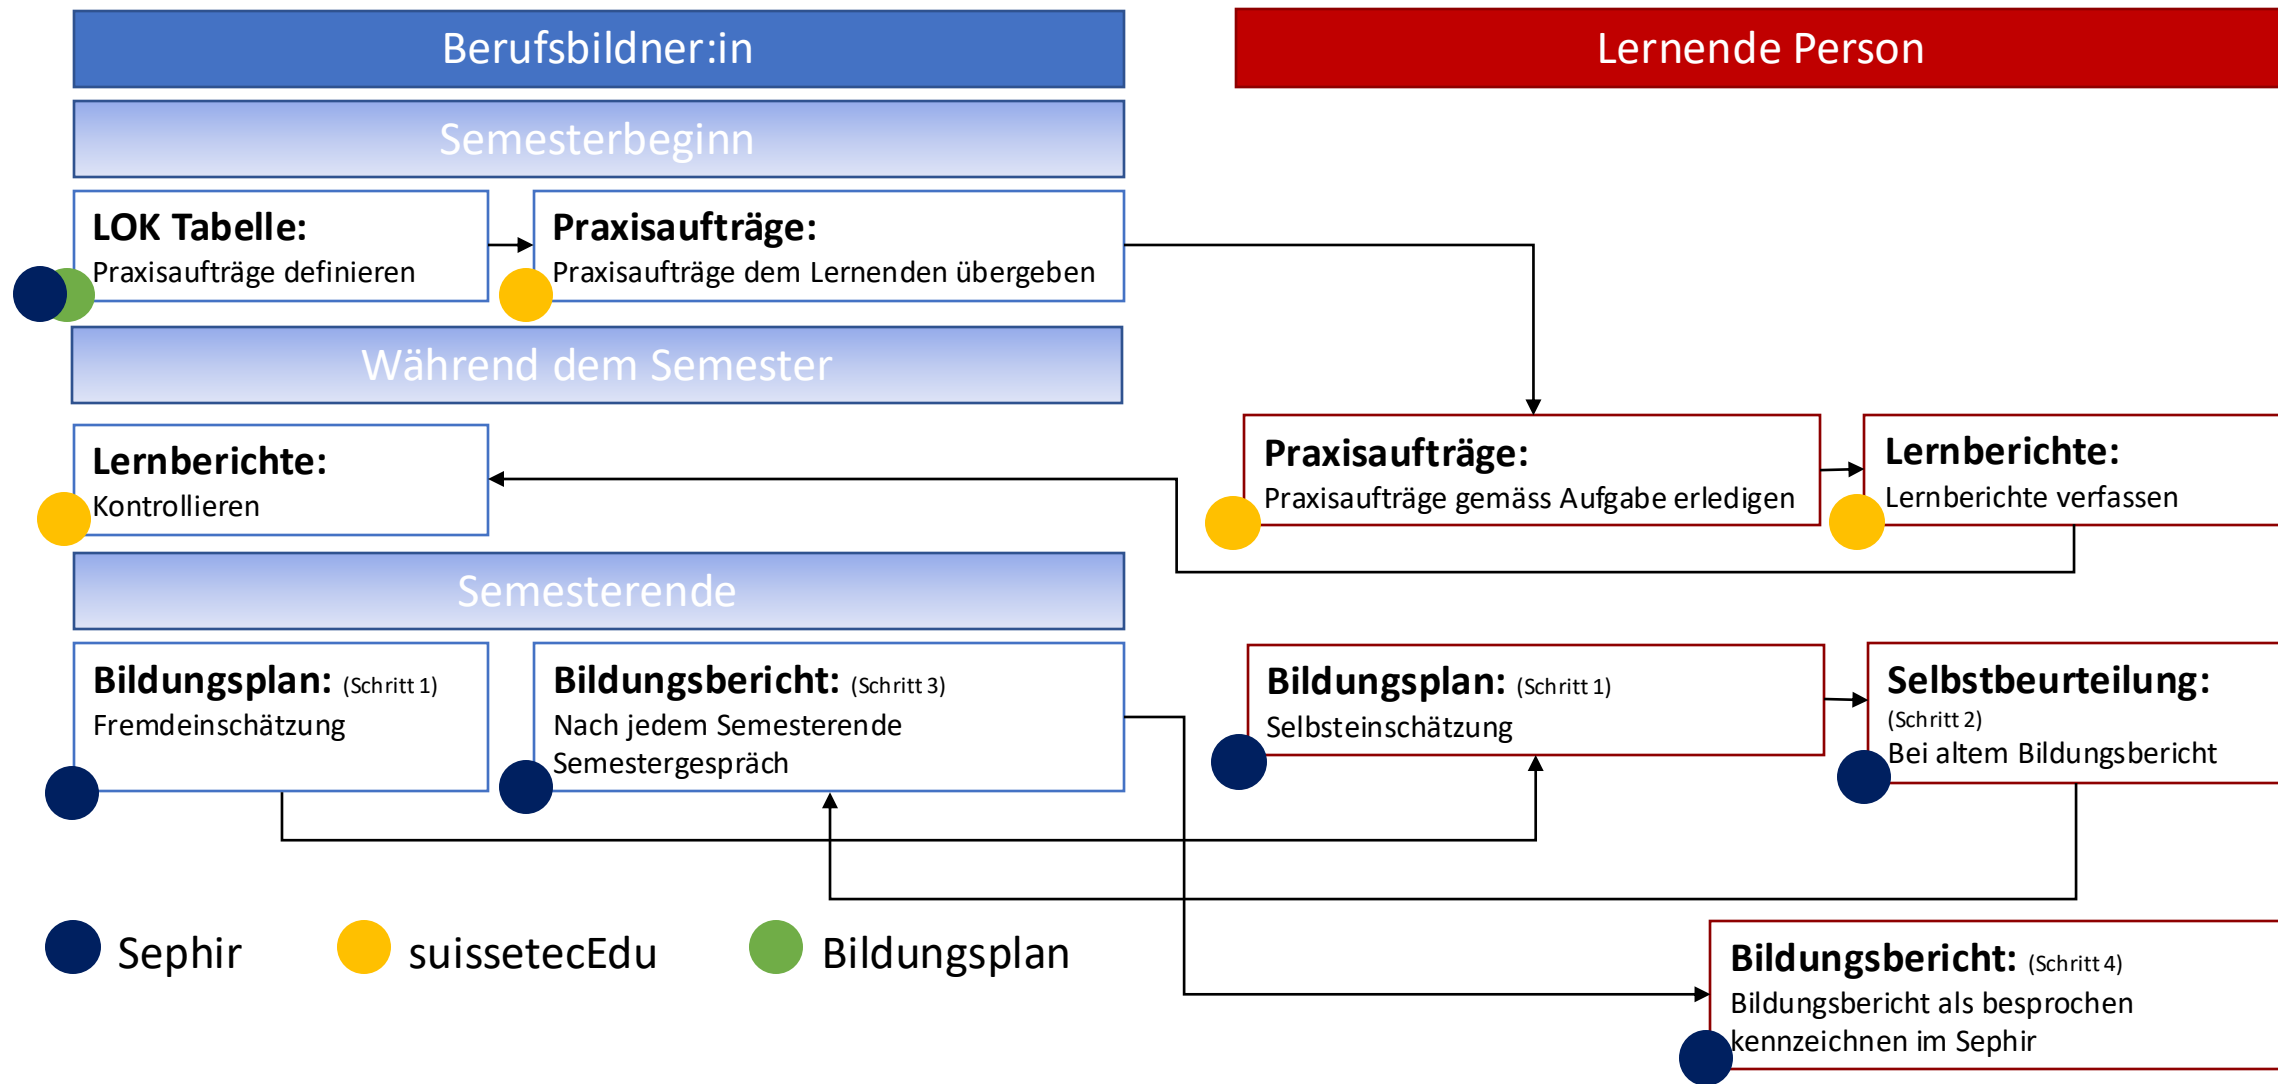 Berufsbildner:in
Lernende Person
Semesterbeginn
LOK Tabelle:
Praxisaufträge definieren
Praxisaufträge:
Praxisaufträge dem Lernenden übergeben
Während dem Semester
Lernberichte:
Kontrollieren
Praxisaufträge:
Praxisaufträge gemäss Aufgabe erledigen
Lernberichte:
Lernberichte verfassen
Semesterende
Bildungsplan: (Schritt 1)
Fremdeinschätzung
Bildungsbericht: (Schritt 3)
Nach jedem Semesterende
Semestergespräch
Bildungsplan: (Schritt 1)
Selbsteinschätzung
Selbstbeurteilung:
(Schritt 2)
Bei altem Bildungsbericht
Sephir
suissetecEdu
Bildungsplan
Bildungsbericht: (Schritt 4)
Bildungsbericht als besprochen
kennzeichnen im Sephir